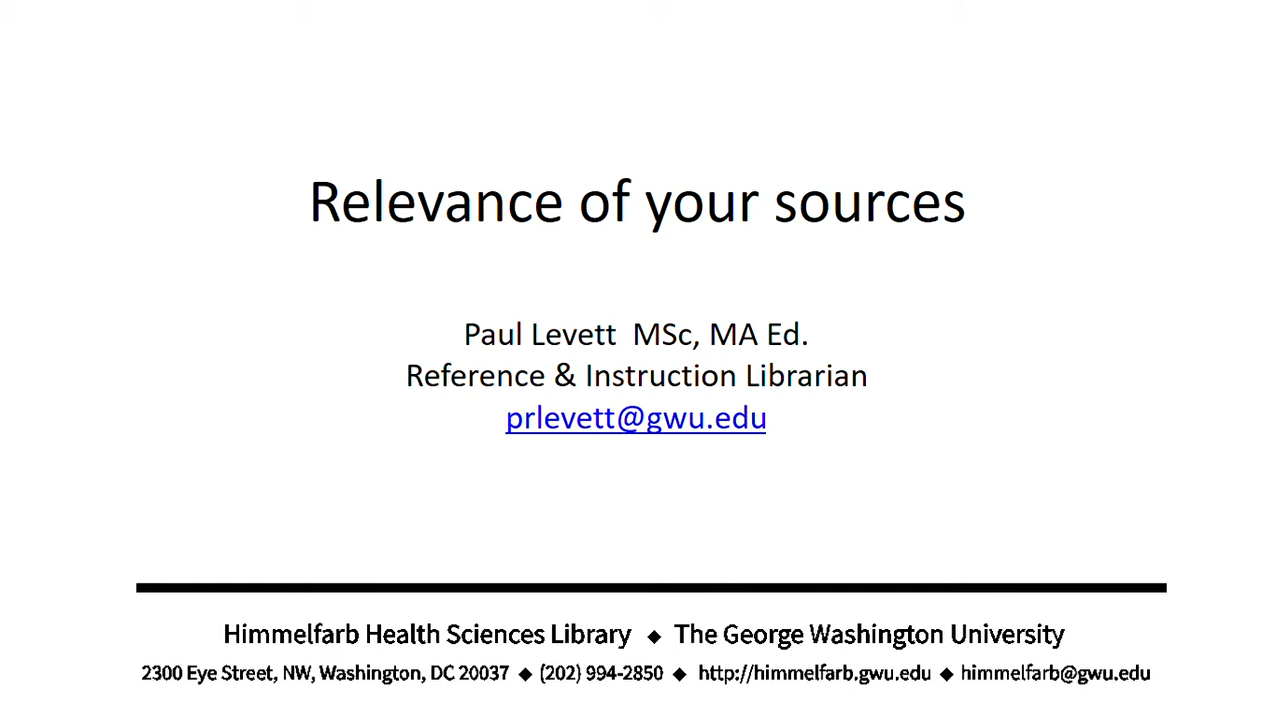 Relevance of your sources
Paul Levett MSc, MA Ed.
Reference & Instruction Librarian
prlevett@gwu.edu
Himmelfarb Health Sciences Library ◆ The George Washington University
2300 Eye Street, NW, Washington, DC 20037 ◆ (202) 994-2850 ◆ http://himmelfarb.gwu.edu ◆ himmelfarb@gwu.edu